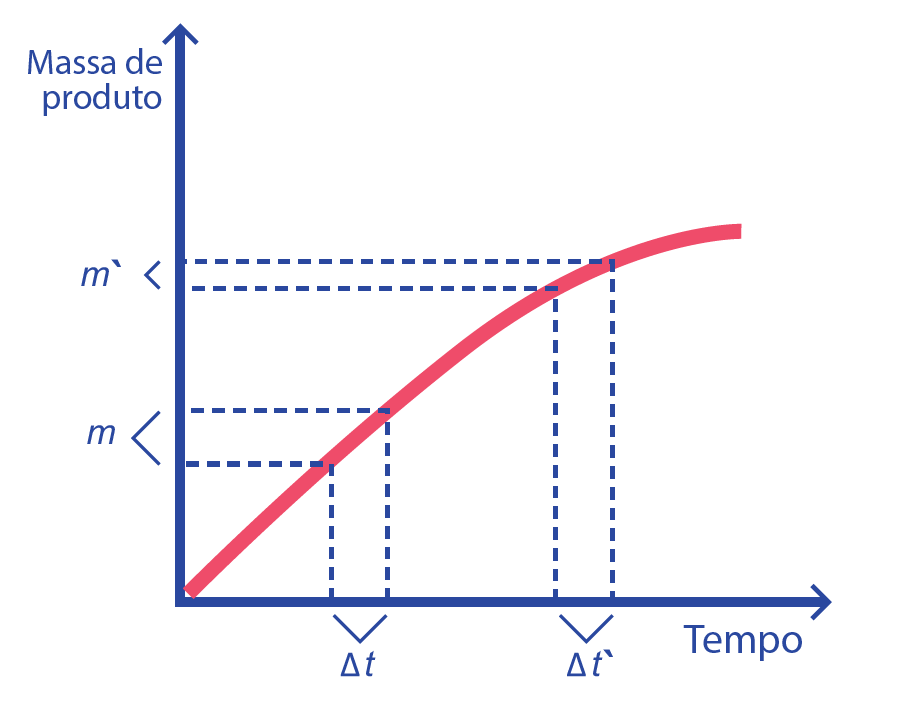 Massa de
produto
m`
m
Tempo
Δt
Δt`